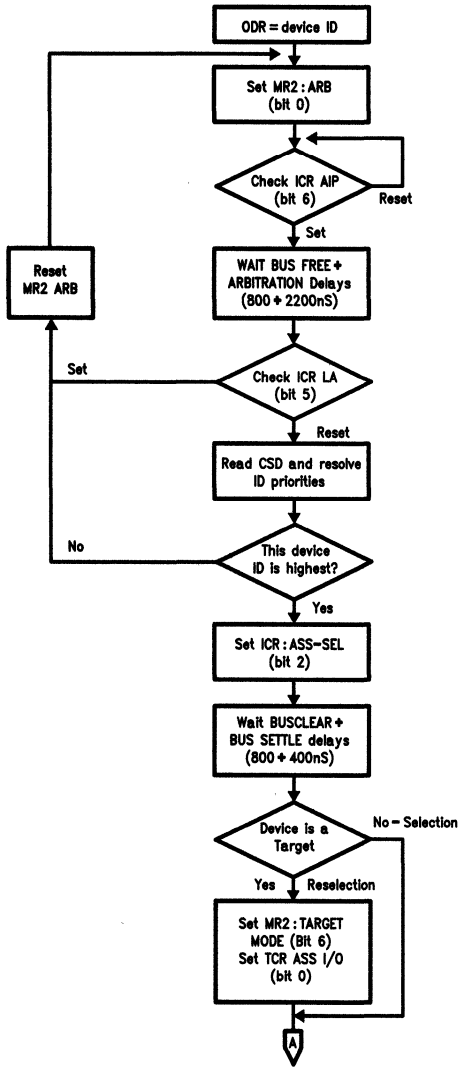 ODR = device ID
Set MR2 : ARB
(bit 0)
Check ICR AIP
(bit 6)
Reset
Set
Reset
MR2 ARB
WAIT BUS FREE +
ARBITRATION Delays
(800 + 2200nS)
Set
Check ICR LA
(bit 5)
Reset
Read CSD and resolve
ID priorities
No
This device
ID is highest?
Yes
Set ICR : ASS-SEL
(bit 2)
Wait BUSCLEAR +
BUS SETTLE delays
(800 + 400nS)
No - Selection
Device is a
Target
Yes Reselection
Set MR2 : TARGET
MODE (Bit 6)
Set TCR ASS I/O
(bit 0)
A